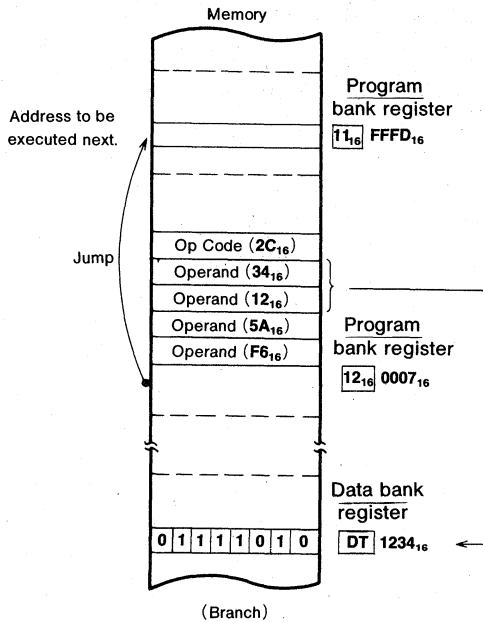 Memory
Program
bank register
11₁₆ FFFD₁₆
Address to be
executed next.
Jump
Op Code (2C₁₆)
Operand (34₁₆)
Operand (12₁₆)
Operand (5A₁₆)
Operand (F6₁₆)
Program
bank register
12₁₆ 0007₁₆
Data bank
register
0 1 1 1 1 0 1 0
DT 1234₁₆
(Branch)